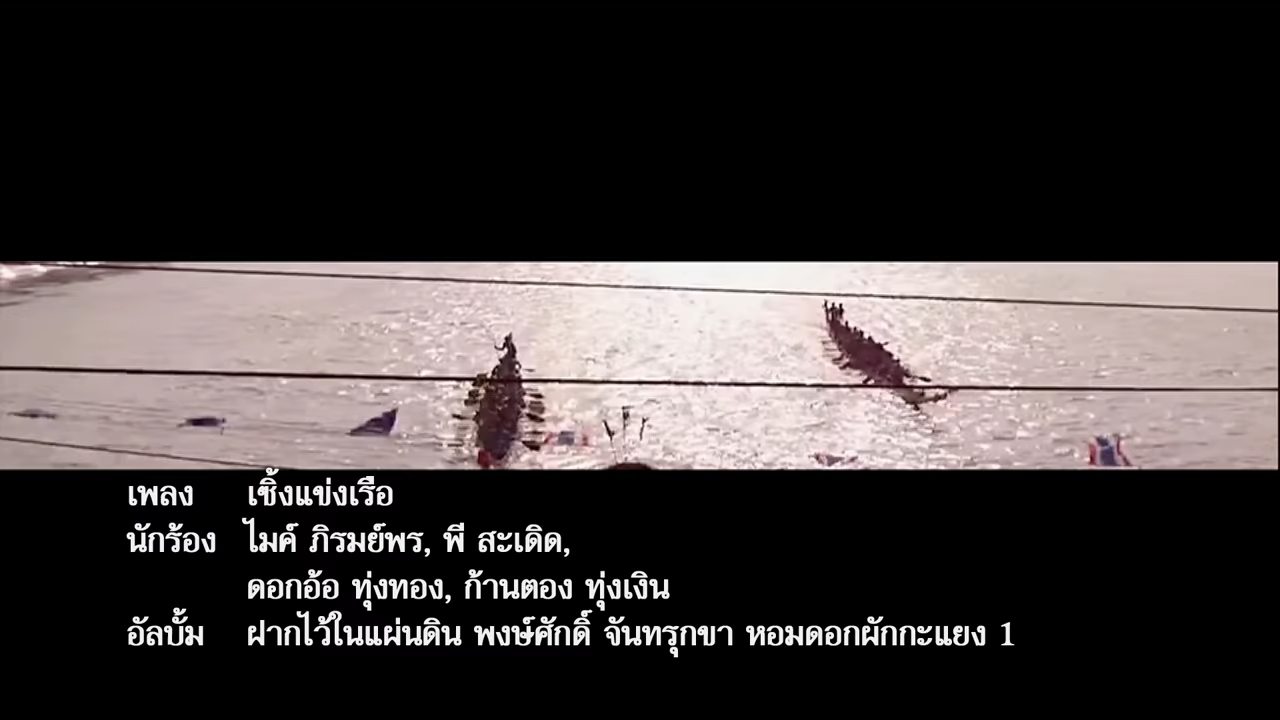 เพลง เซิ้งแข่งเรือ
นักร้อง ไมค์ ภิรมย์พร, พี สะเดิด,
ดอกอ้อ ทุ่งทอง, ก้านตอง ทุ่งเงิน
อัลบั้ม ฝากไว้ในแผ่นดิน พงษ์ศักดิ์ จันทรุกขา หอมดอกผักกะแยง 1